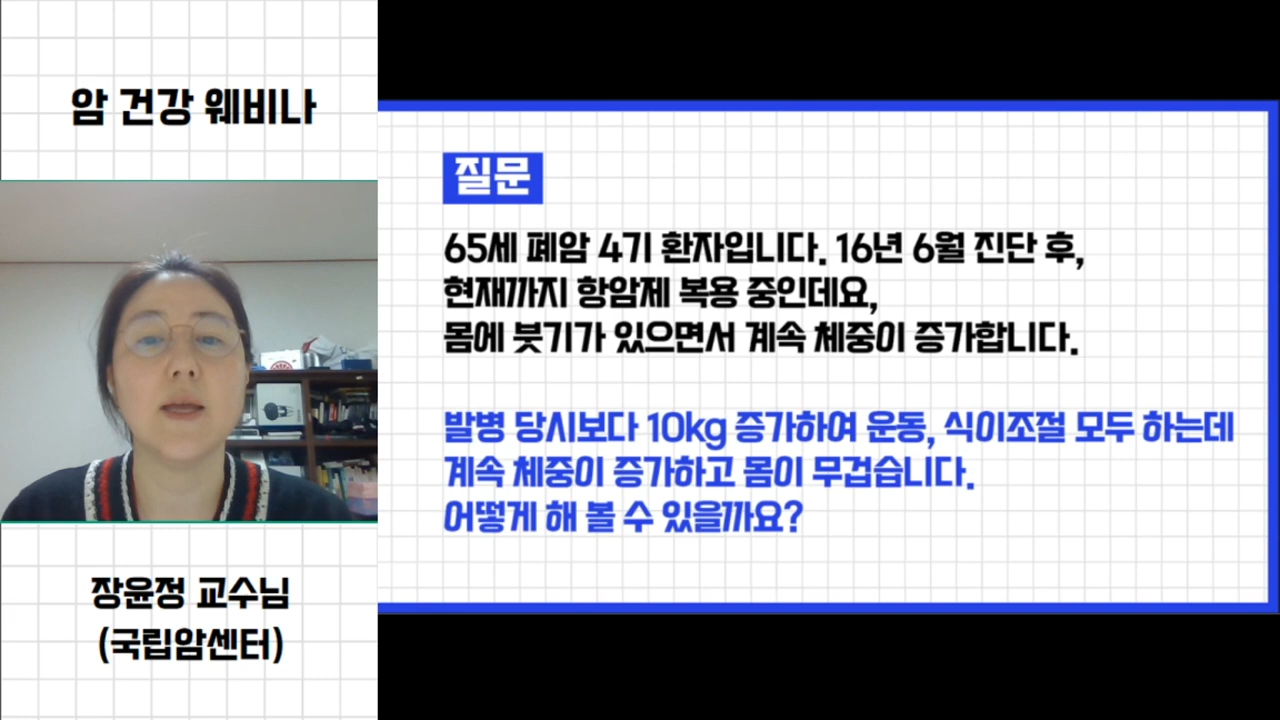 암 건강 웨비나
장윤정 교수님
(국립암센터)
질문
65세 폐암 4기 환자입니다. 16년 6월 진단 후,
현재까지 항암제 복용 중인데요,
몸에 붓기가 있으면서 계속 체중이 증가합니다.
발병 당시보다 10kg 증가하여 운동, 식이조절 모두 하는데
계속 체중이 증가하고 몸이 무겁습니다.
어떻게 해 볼 수 있을까요?